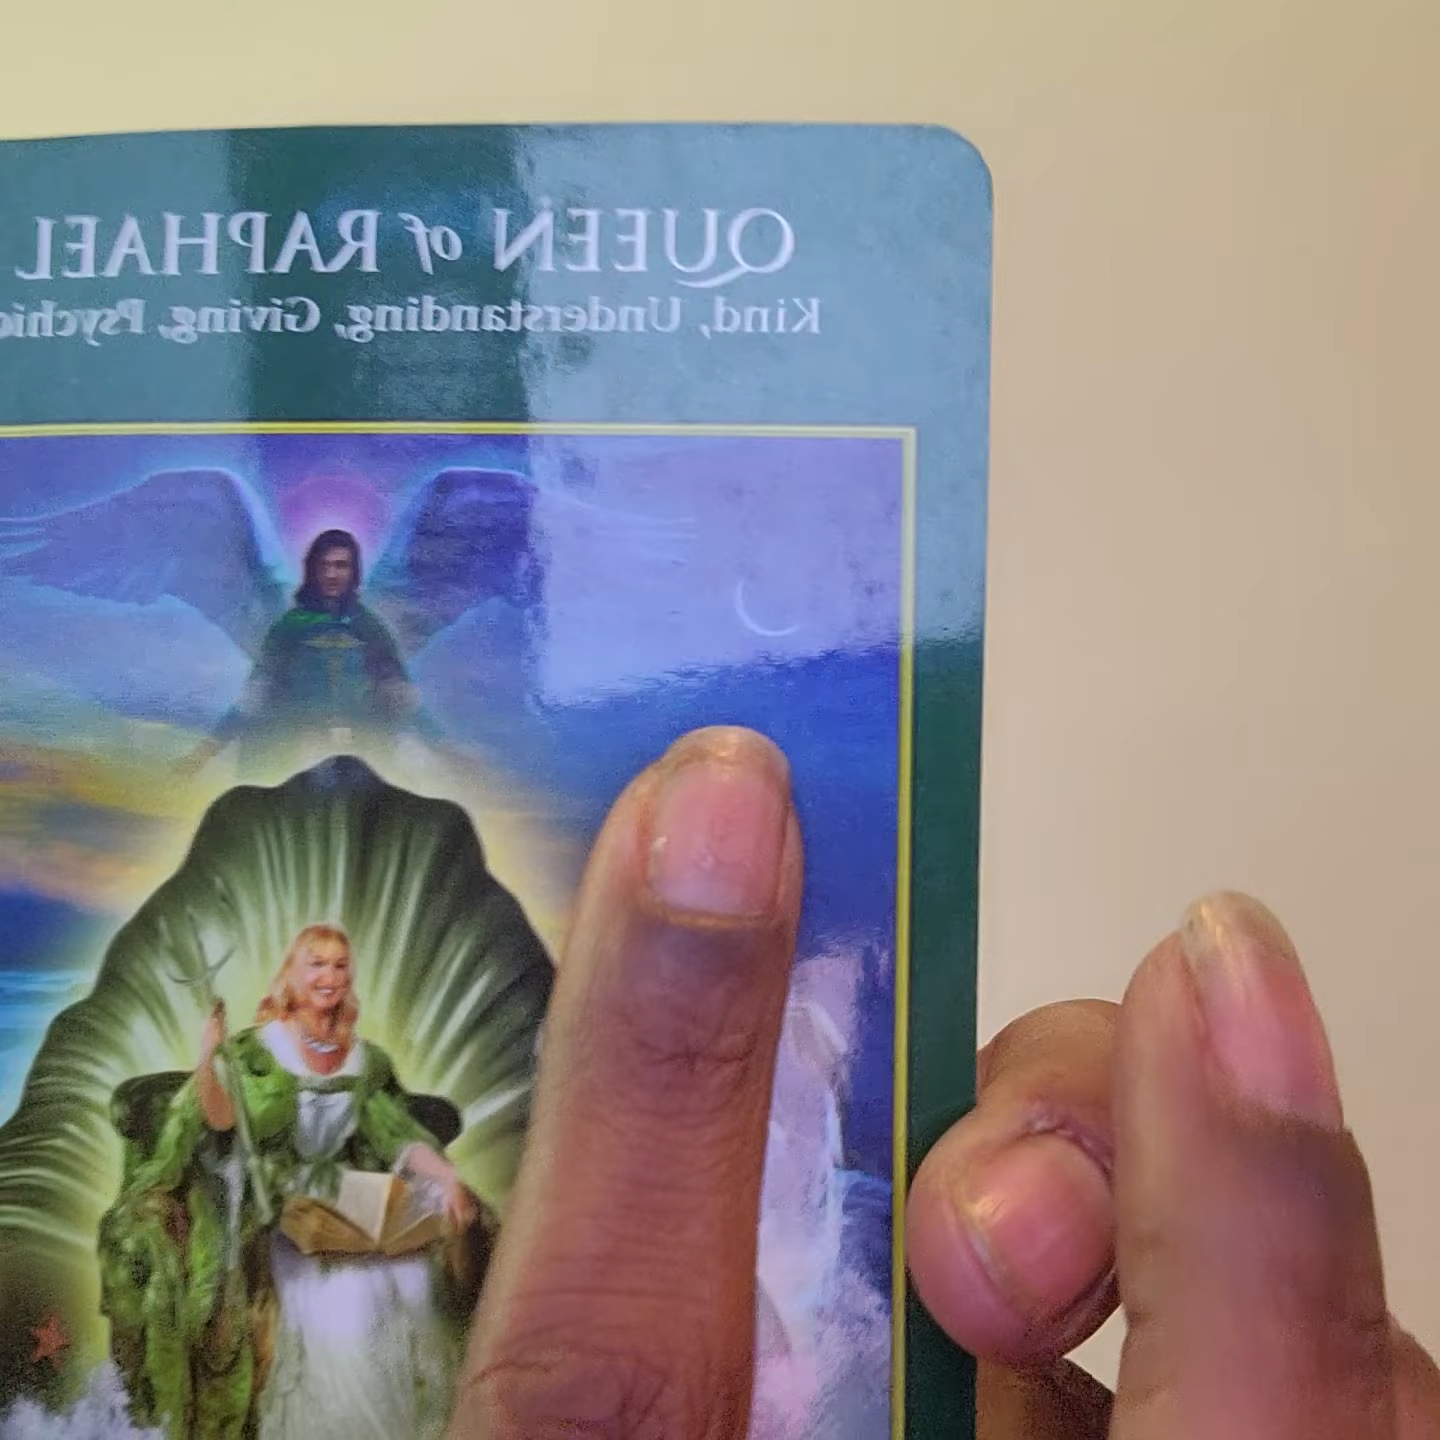 QUEEN of RAPHAEL
Kind, Understanding, Giving, Psychic